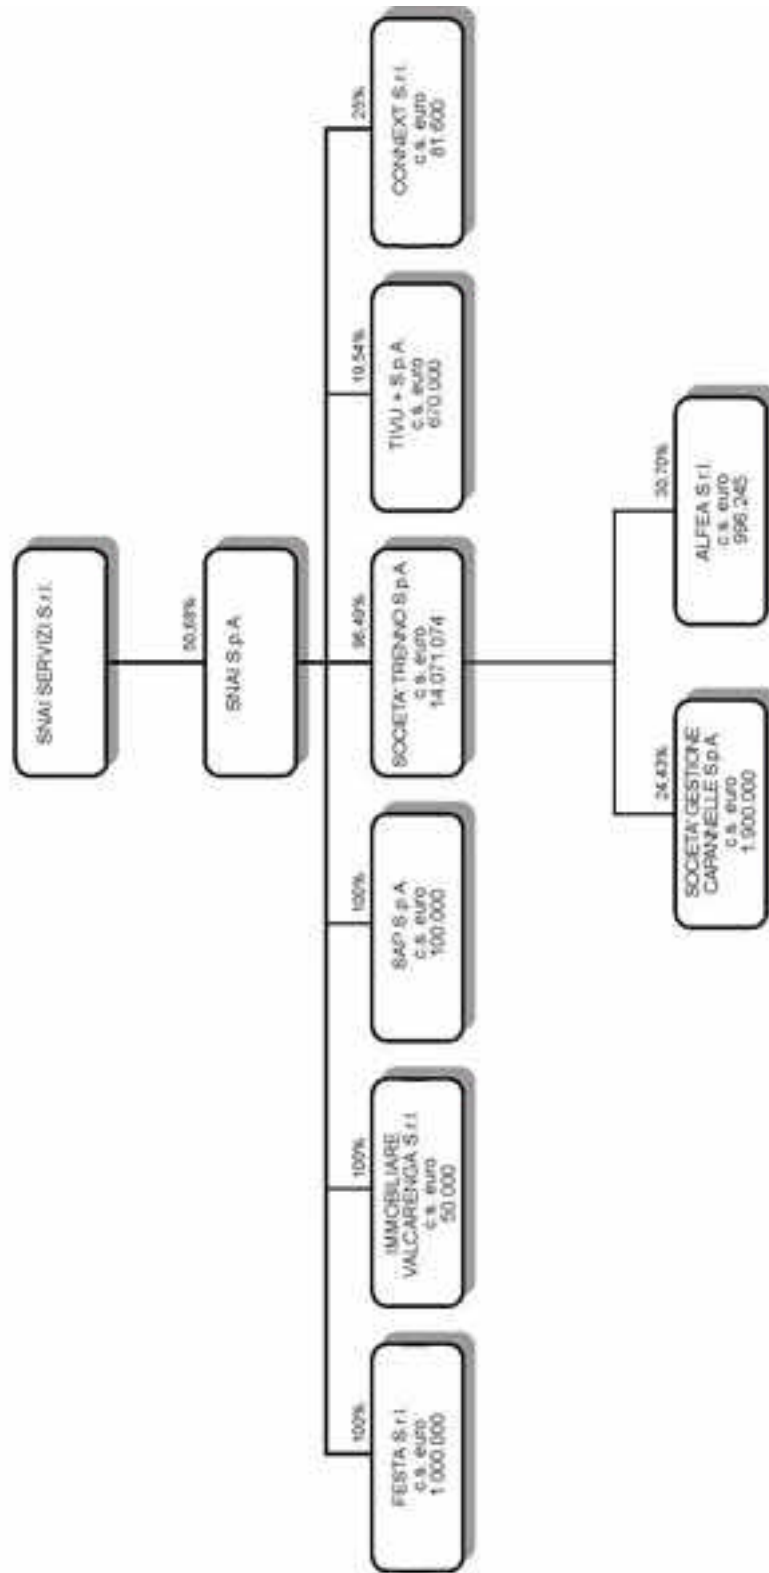 SNAI SERVIZI S.r.l.
50,68%
SNAI S.p.A.
100%
FESTA S.r.l.
c.s. euro
1.000.000
100%
IMMOBILIARE
VALCARENGA S.r.l.
c.s. euro
50.000
100%
SAP S.p.A.
c.s. euro
100.000
96,49%
SOCIETA' TRENNO S.p.A.
c.s. euro
14.071.074
19,54%
TIVU + S.p.A.
c.s. euro
670.000
25%
CONNEXT S.r.l.
c.s. euro
81.600
24,43%
SOCIETA' GESTIONE
CAPANNELLE S.p.A.
c.s. euro
1.900.000
30,70%
ALFEA S.r.l.
c.s. euro
996.245